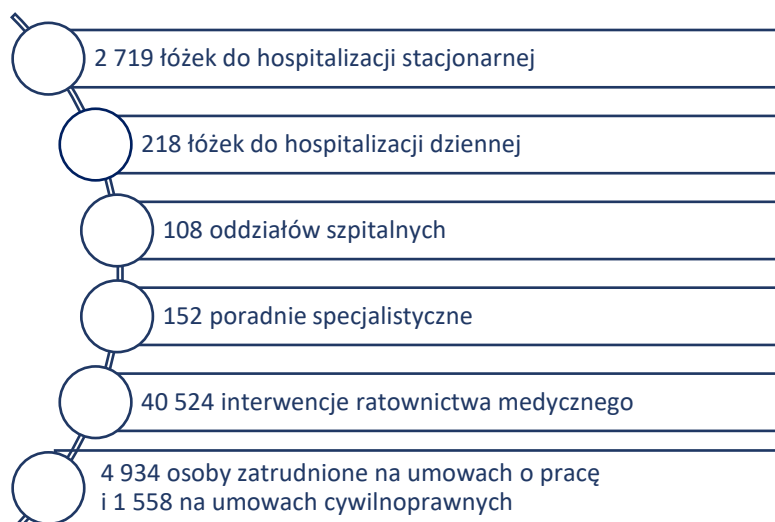 2 719 łóżek do hospitalizacji stacjonarnej
218 łóżek do hospitalizacji dziennej
108 oddziałów szpitalnych
152 poradnie specjalistyczne
40 524 interwencje ratownictwa medycznego
4 934 osoby zatrudnione na umowach o pracę
i 1 558 na umowach cywilnoprawnych